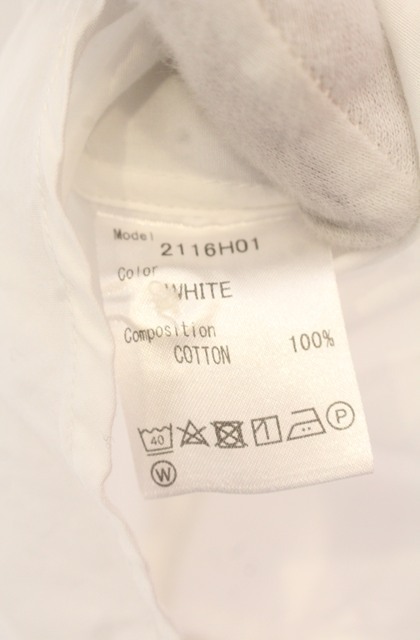 Model 2116H01
Color
WHITE
Composition
COTTON 100%
40 P
W